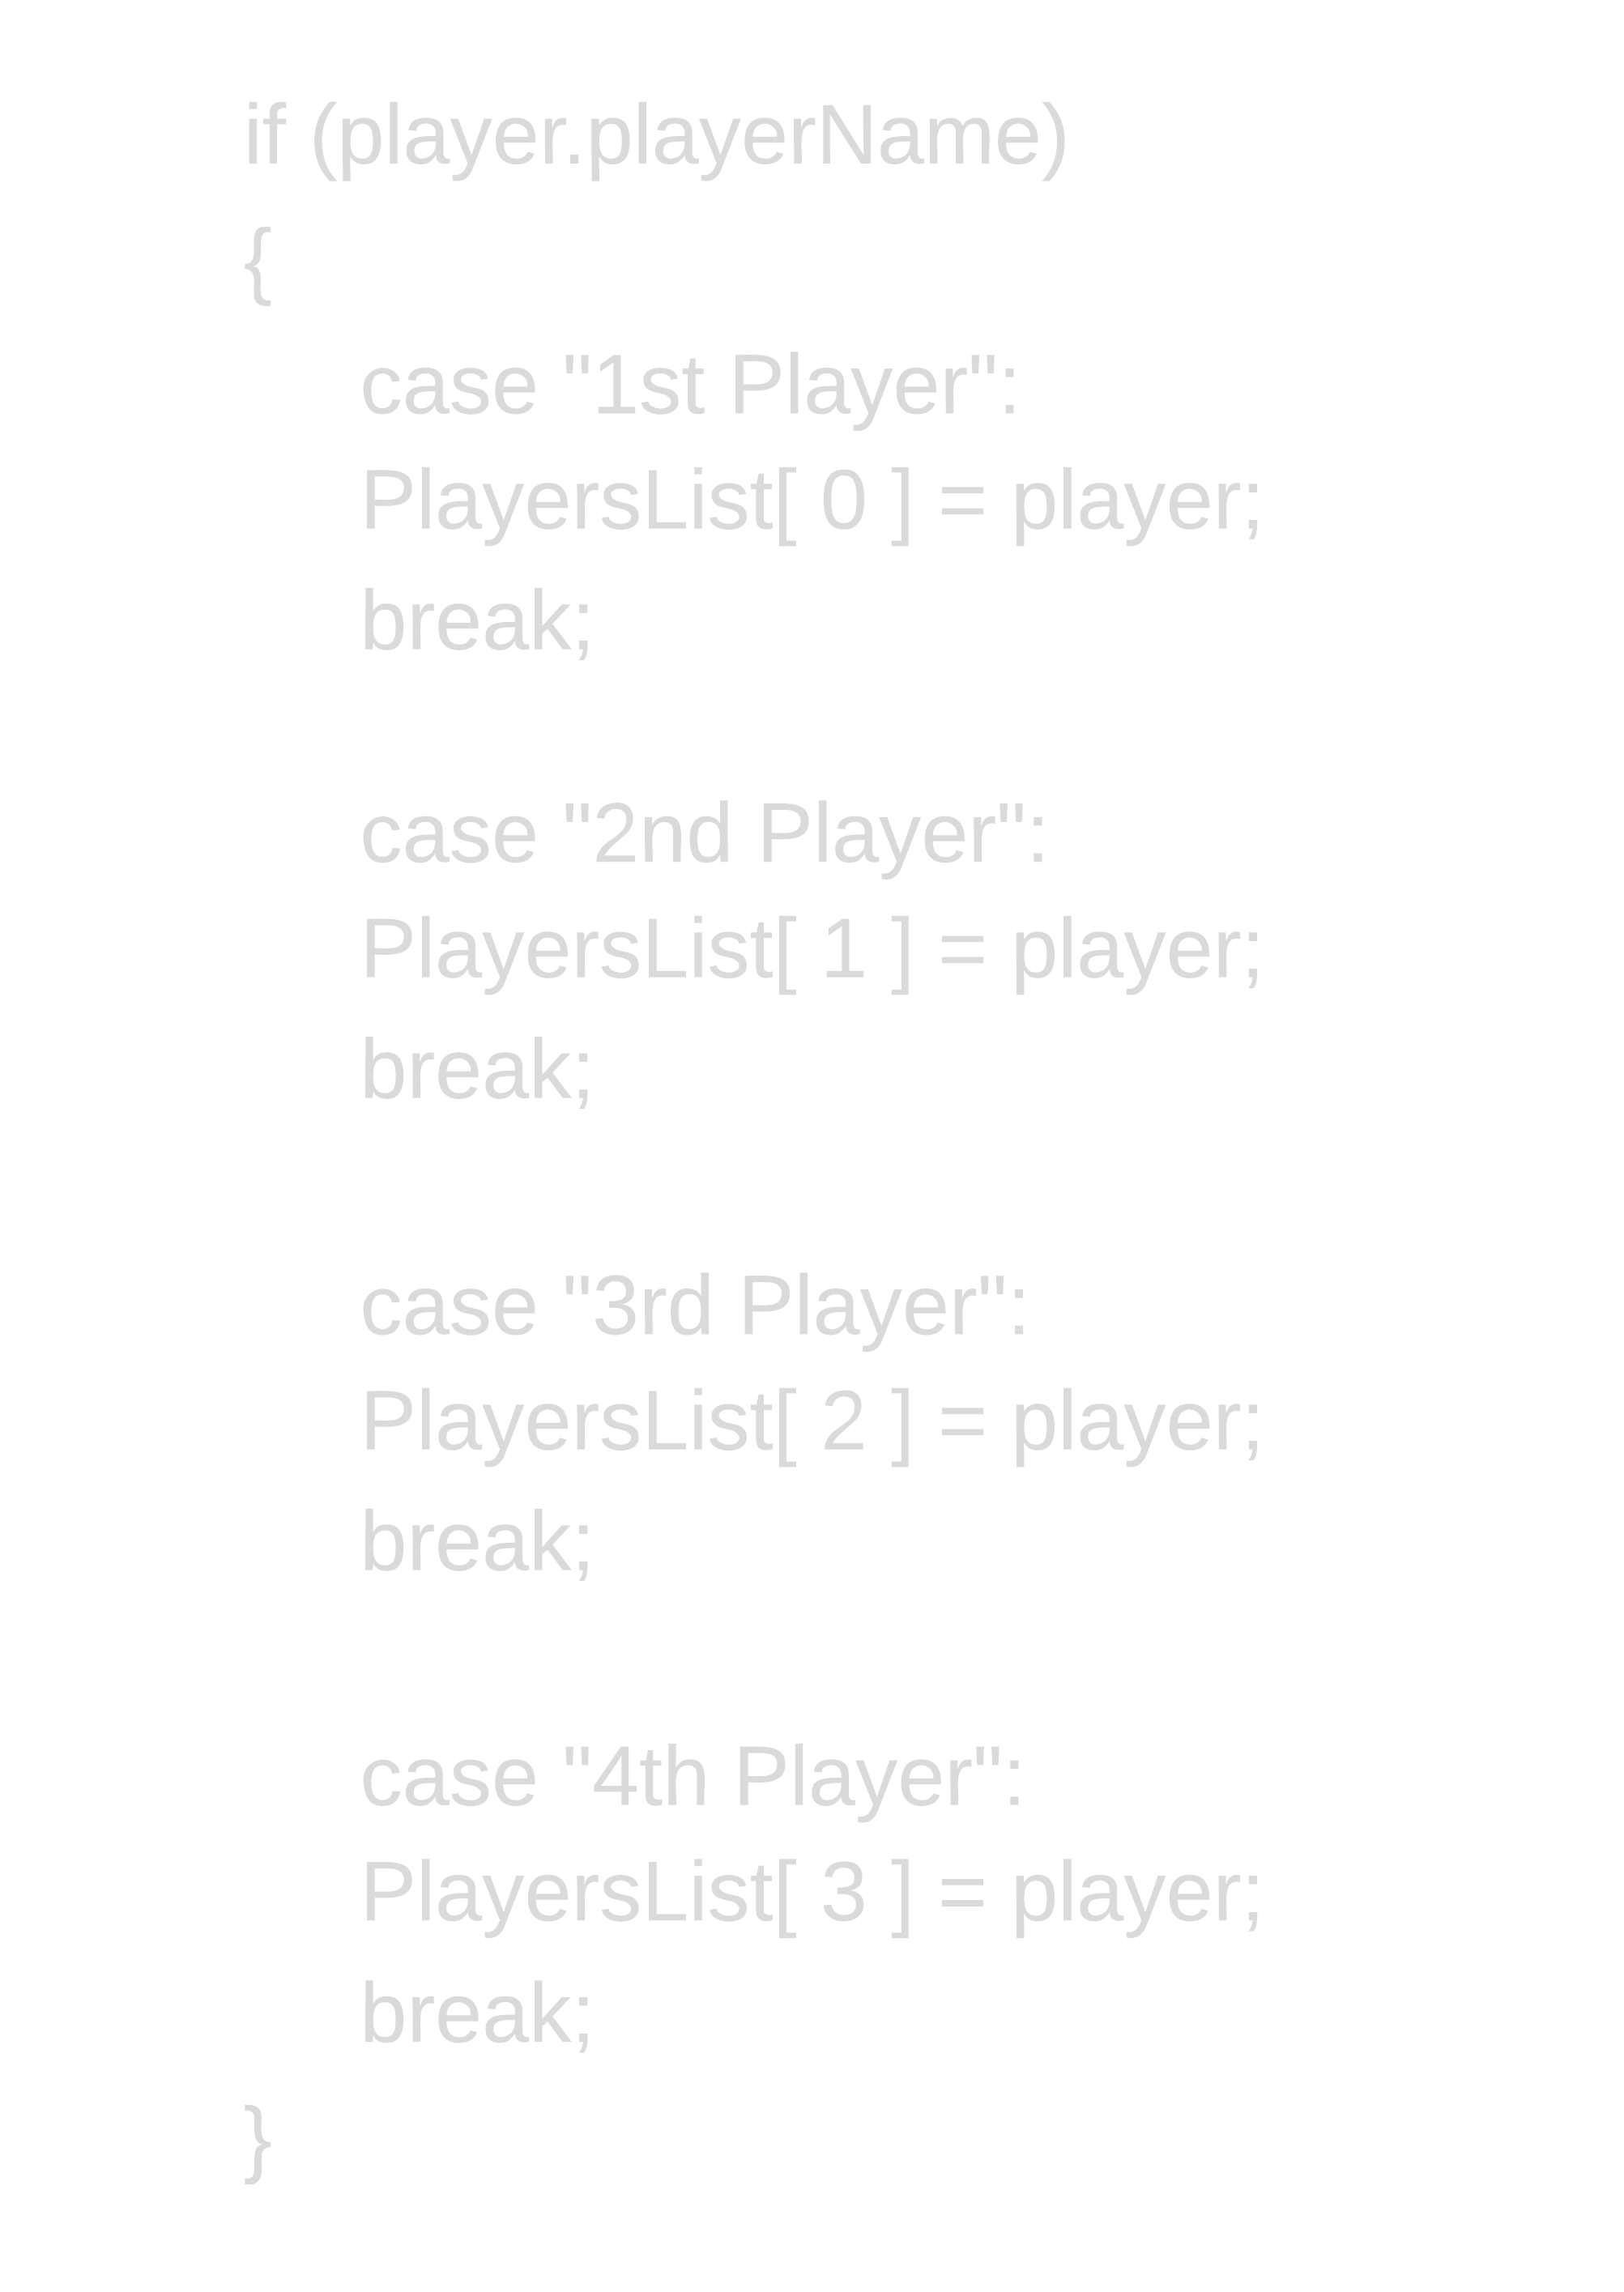 if (player.playerName)
{
case "1st Player":
PlayersList[ 0 ] = player;
break;
case "2nd Player":
PlayersList[ 1 ] = player;
break;
case "3rd Player":
PlayersList[ 2 ] = player;
break;
case "4th Player":
PlayersList[ 3 ] = player;
break;
}